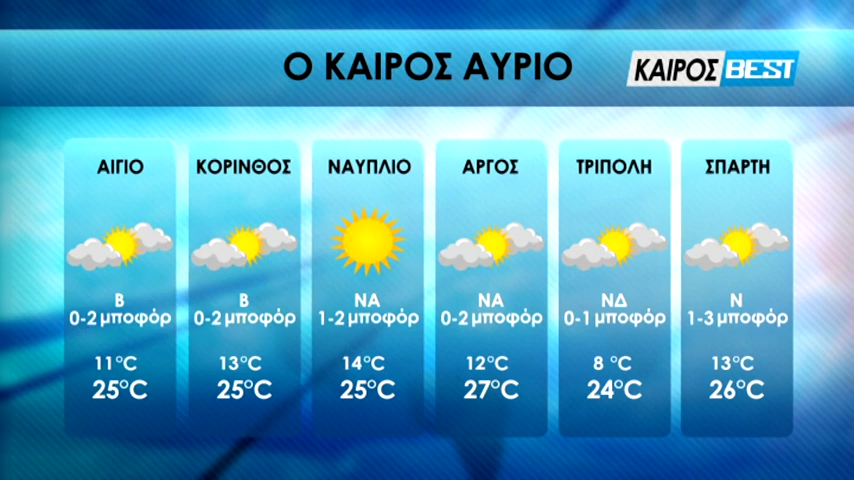 Ο ΚΑΙΡΟΣ ΑΥΡΙΟ
ΚΑΙΡΟΣ BEST
ΑΙΓΙΟ
Β
0-2 μποφόρ
11°C
25°C
ΚΟΡΙΝΘΟΣ
Β
0-2 μποφόρ
13°C
25°C
ΝΑΥΠΛΙΟ
ΝΑ
1-2 μποφόρ
14°C
25°C
ΑΡΓΟΣ
ΝΑ
0-2 μποφόρ
12°C
27°C
ΤΡΙΠΟΛΗ
ΝΔ
0-1 μποφόρ
8 °C
24°C
ΣΠΑΡΤΗ
Ν
1-3 μποφόρ
13°C
26°C